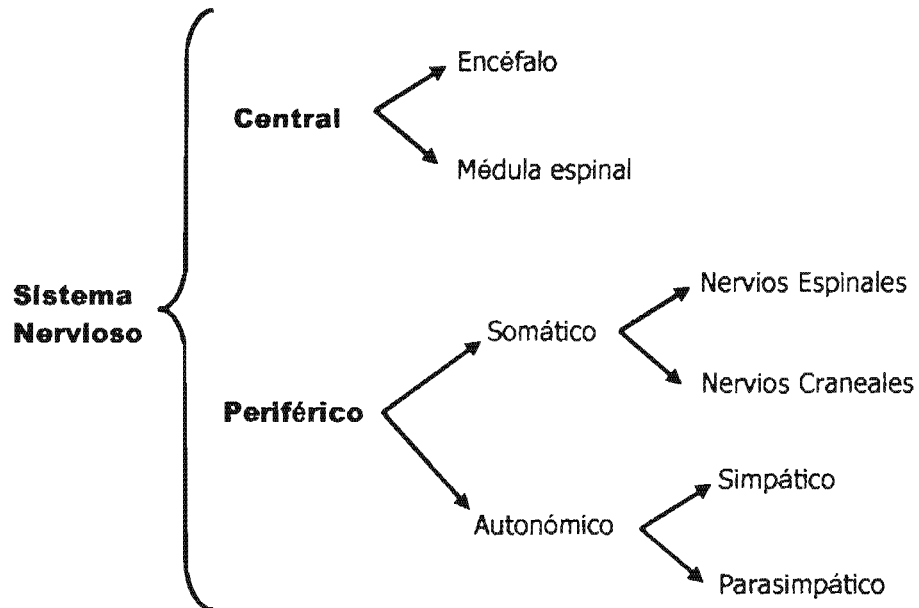 Encéfalo
Central
Médula espinal
Sistema
Nervioso
Nervios Espinales
Somático
Nervios Craneales
Periférico
Simpático
Autonómico
Parasimpático